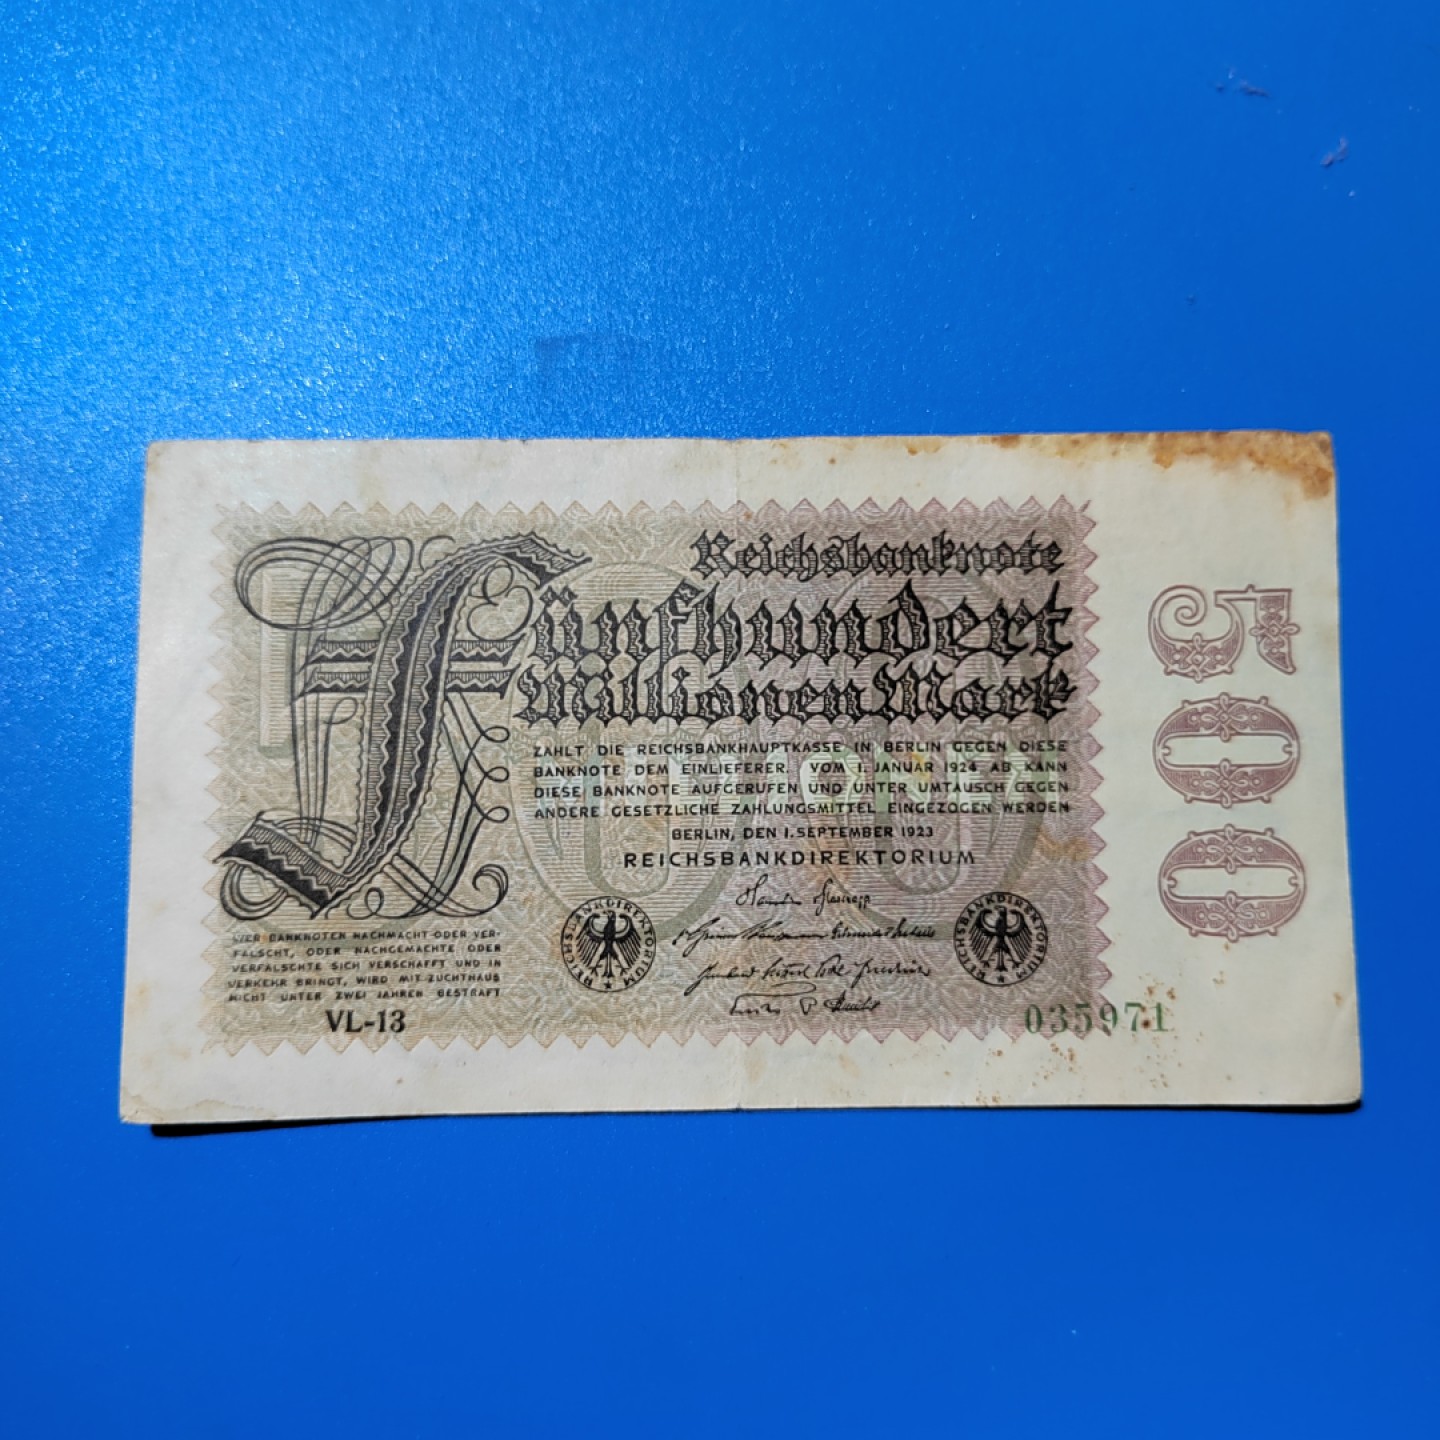 Reichsbanknote
Fünfhundert
Millionen Mark
ZAHLT DIE REICHSBANKHAUPTKASSE IN BERLIN GEGEN DIESE
BANKNOTE DEM EINLIEFERER. VOM 1. JANUAR 1924 AB KANN
DIESE BANKNOTE AUFGERUFEN UND UNTER UMTAUSCH GEGEN
ANDERE GESETZLICHE ZAHLUNGSMITTEL EINGEZOGEN WERDEN
BERLIN, DEN 1. SEPTEMBER 1923
REICHSBANKDIREKTORIUM
REICHSBANKDIREKTORIUM
REICHSBANKDIREKTORIUM
WER BANKNOTEN NACHMACHT ODER VER-
FÄLSCHT, ODER NACHGEMACHTE ODER
VERFÄLSCHTE SICH VERSCHAFFT UND IN
VERKEHR BRINGT, WIRD MIT ZUCHTHAUS
NICHT UNTER ZWEI JAHREN BESTRAFT
VL-13
035971
500